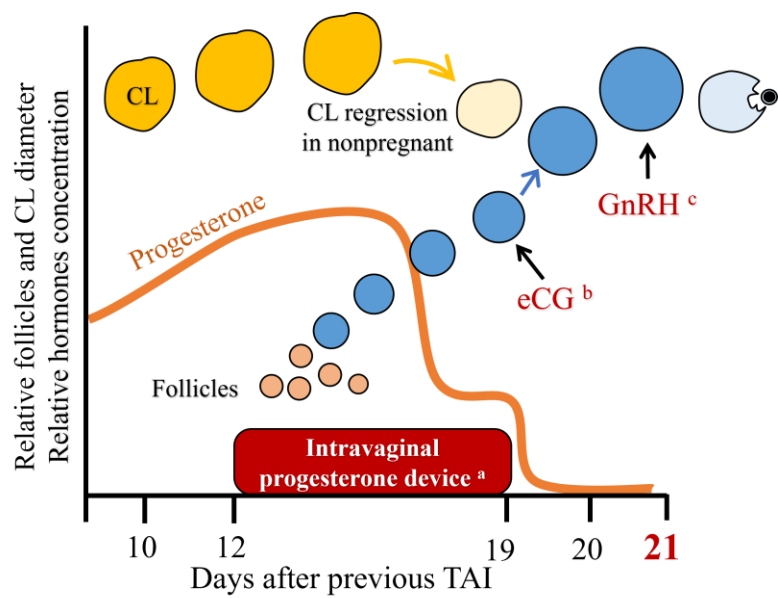 Relative follicles and CL diameter
Relative hormones concentration
CL
CL regression
in nonpregnant
GnRH c
Progesterone
eCG b
Follicles
Intravaginal
progesterone device a
10
12
19
20
21
Days after previous TAI